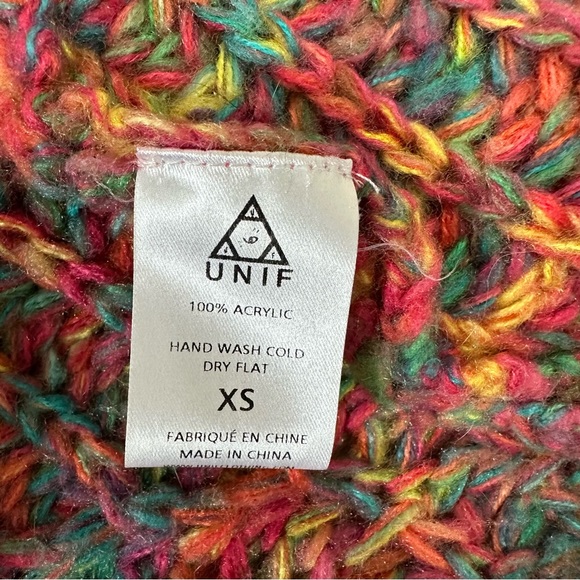 UNIF
100% ACRYLIC
HAND WASH COLD
DRY FLAT
XS
FABRIQUÉ EN CHINE
MADE IN CHINA